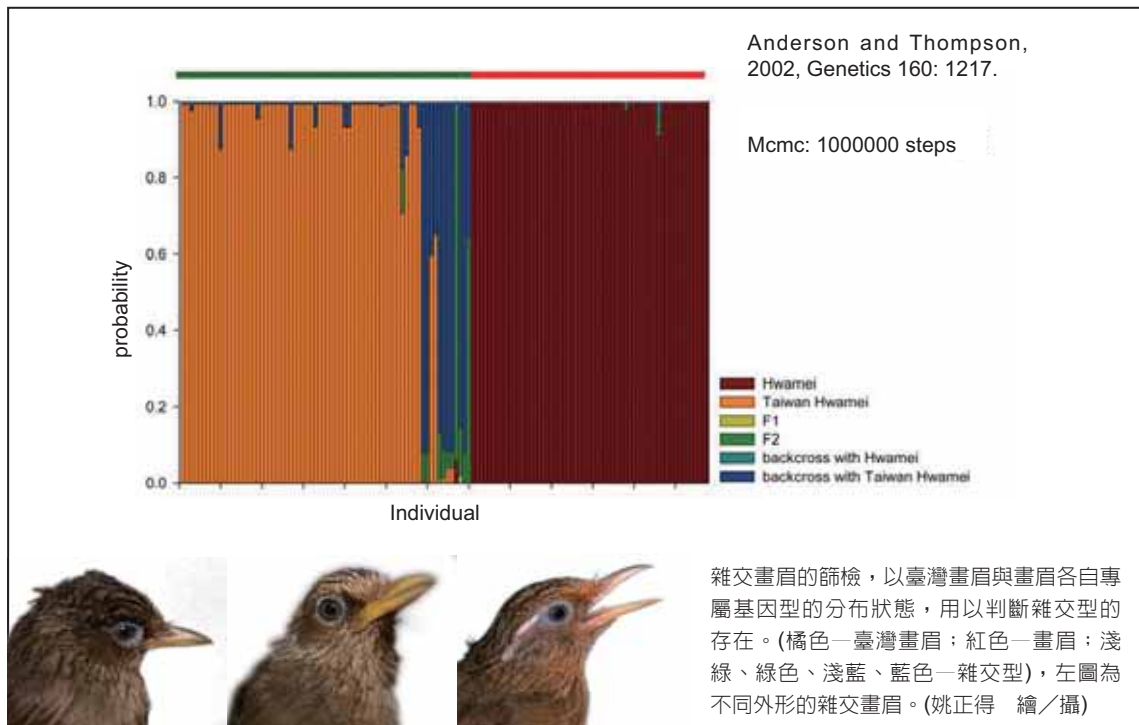 Anderson and Thompson,
2002, Genetics 160: 1217.
Mcmc: 1000000 steps
1.0
0.8
0.6
0.4
0.2
0.0
probability
Individual
Hwamei
Taiwan Hwamei
F1
F2
backcross with Hwamei
backcross with Taiwan Hwamei
雜交畫眉的篩檢，以臺灣畫眉與畫眉各自專
屬基因型的分布狀態，用以判斷雜交型的
存在。(橘色—臺灣畫眉；紅色—畫眉；淺
綠、綠色、淺藍、藍色—雜交型)，左圖為
不同外形的雜交畫眉。(姚正得　繪／攝)